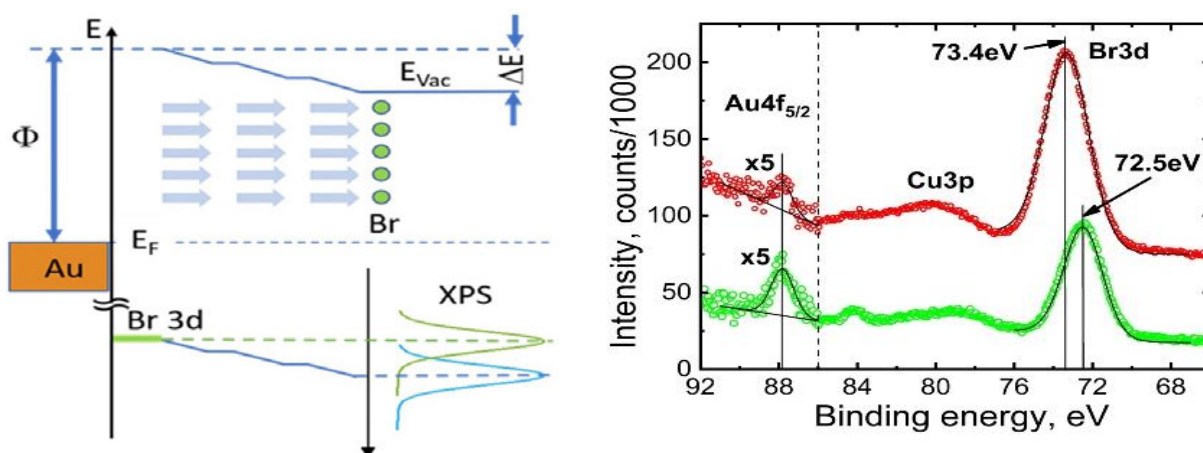 E
Φ
E_Vac
ΔE
Br
E_F
Au
Br 3d
XPS
Intensity, counts/1000
200
150
100
50
0
73.4eV
Br3d
Au4f_5/2
72.5eV
x5
Cu3p
x5
92 88 84 80 76 72 68
Binding energy, eV